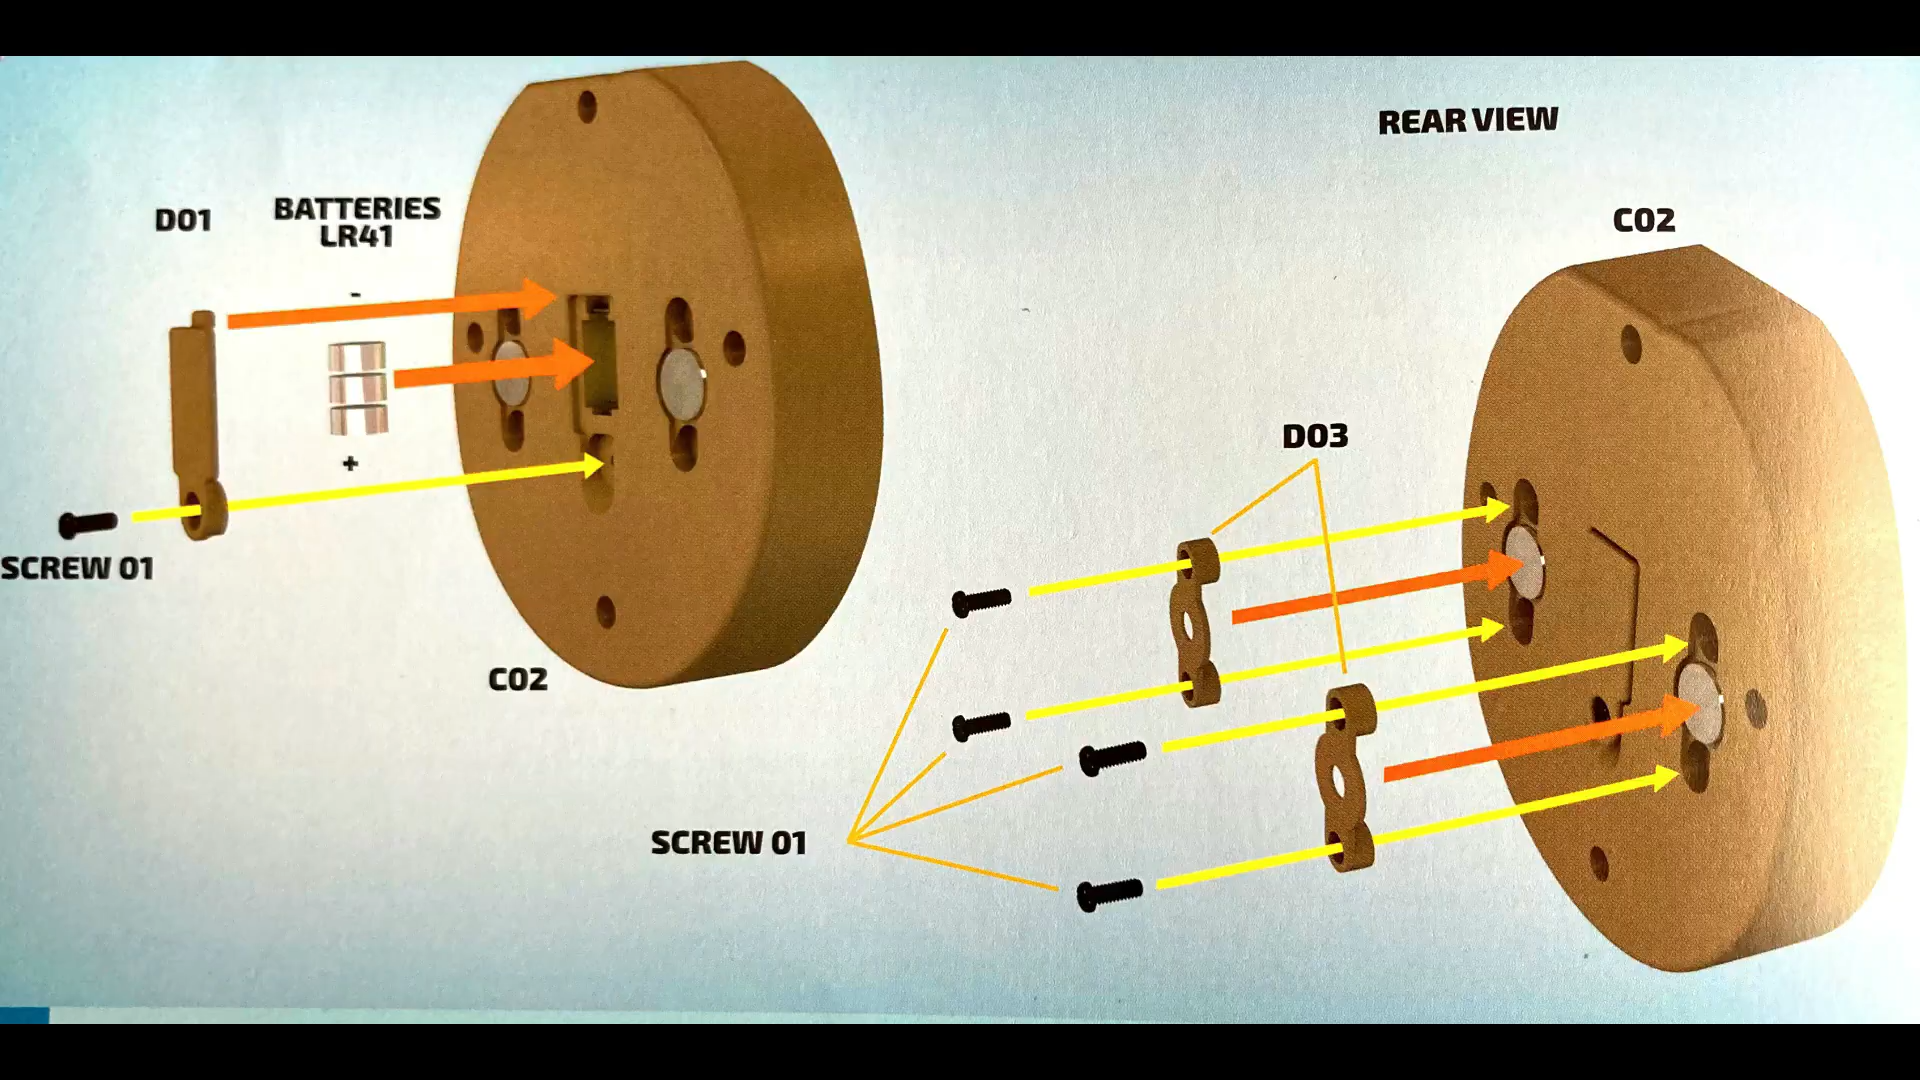 REAR VIEW
D01
BATTERIES
LR41
-
+
SCREW 01
C02
C02
D03
SCREW 01